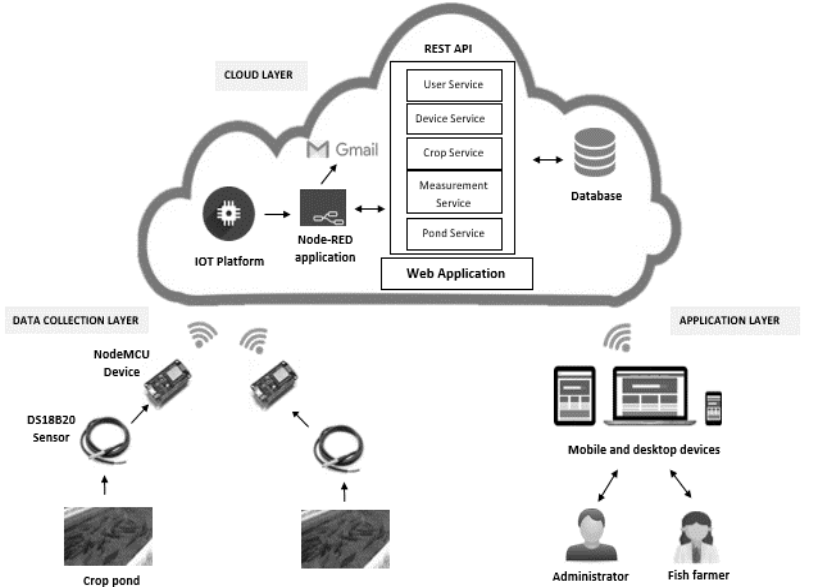 REST API
CLOUD LAYER
User Service
Device Service
Gmail
Crop Service
Measurement
Service
Database
Pond Service
IOT Platform
Node-RED
application
Web Application
DATA COLLECTION LAYER
APPLICATION LAYER
NodeMCU
Device
DS18B20
Sensor
Mobile and desktop devices
Crop pond
Administrator
Fish farmer